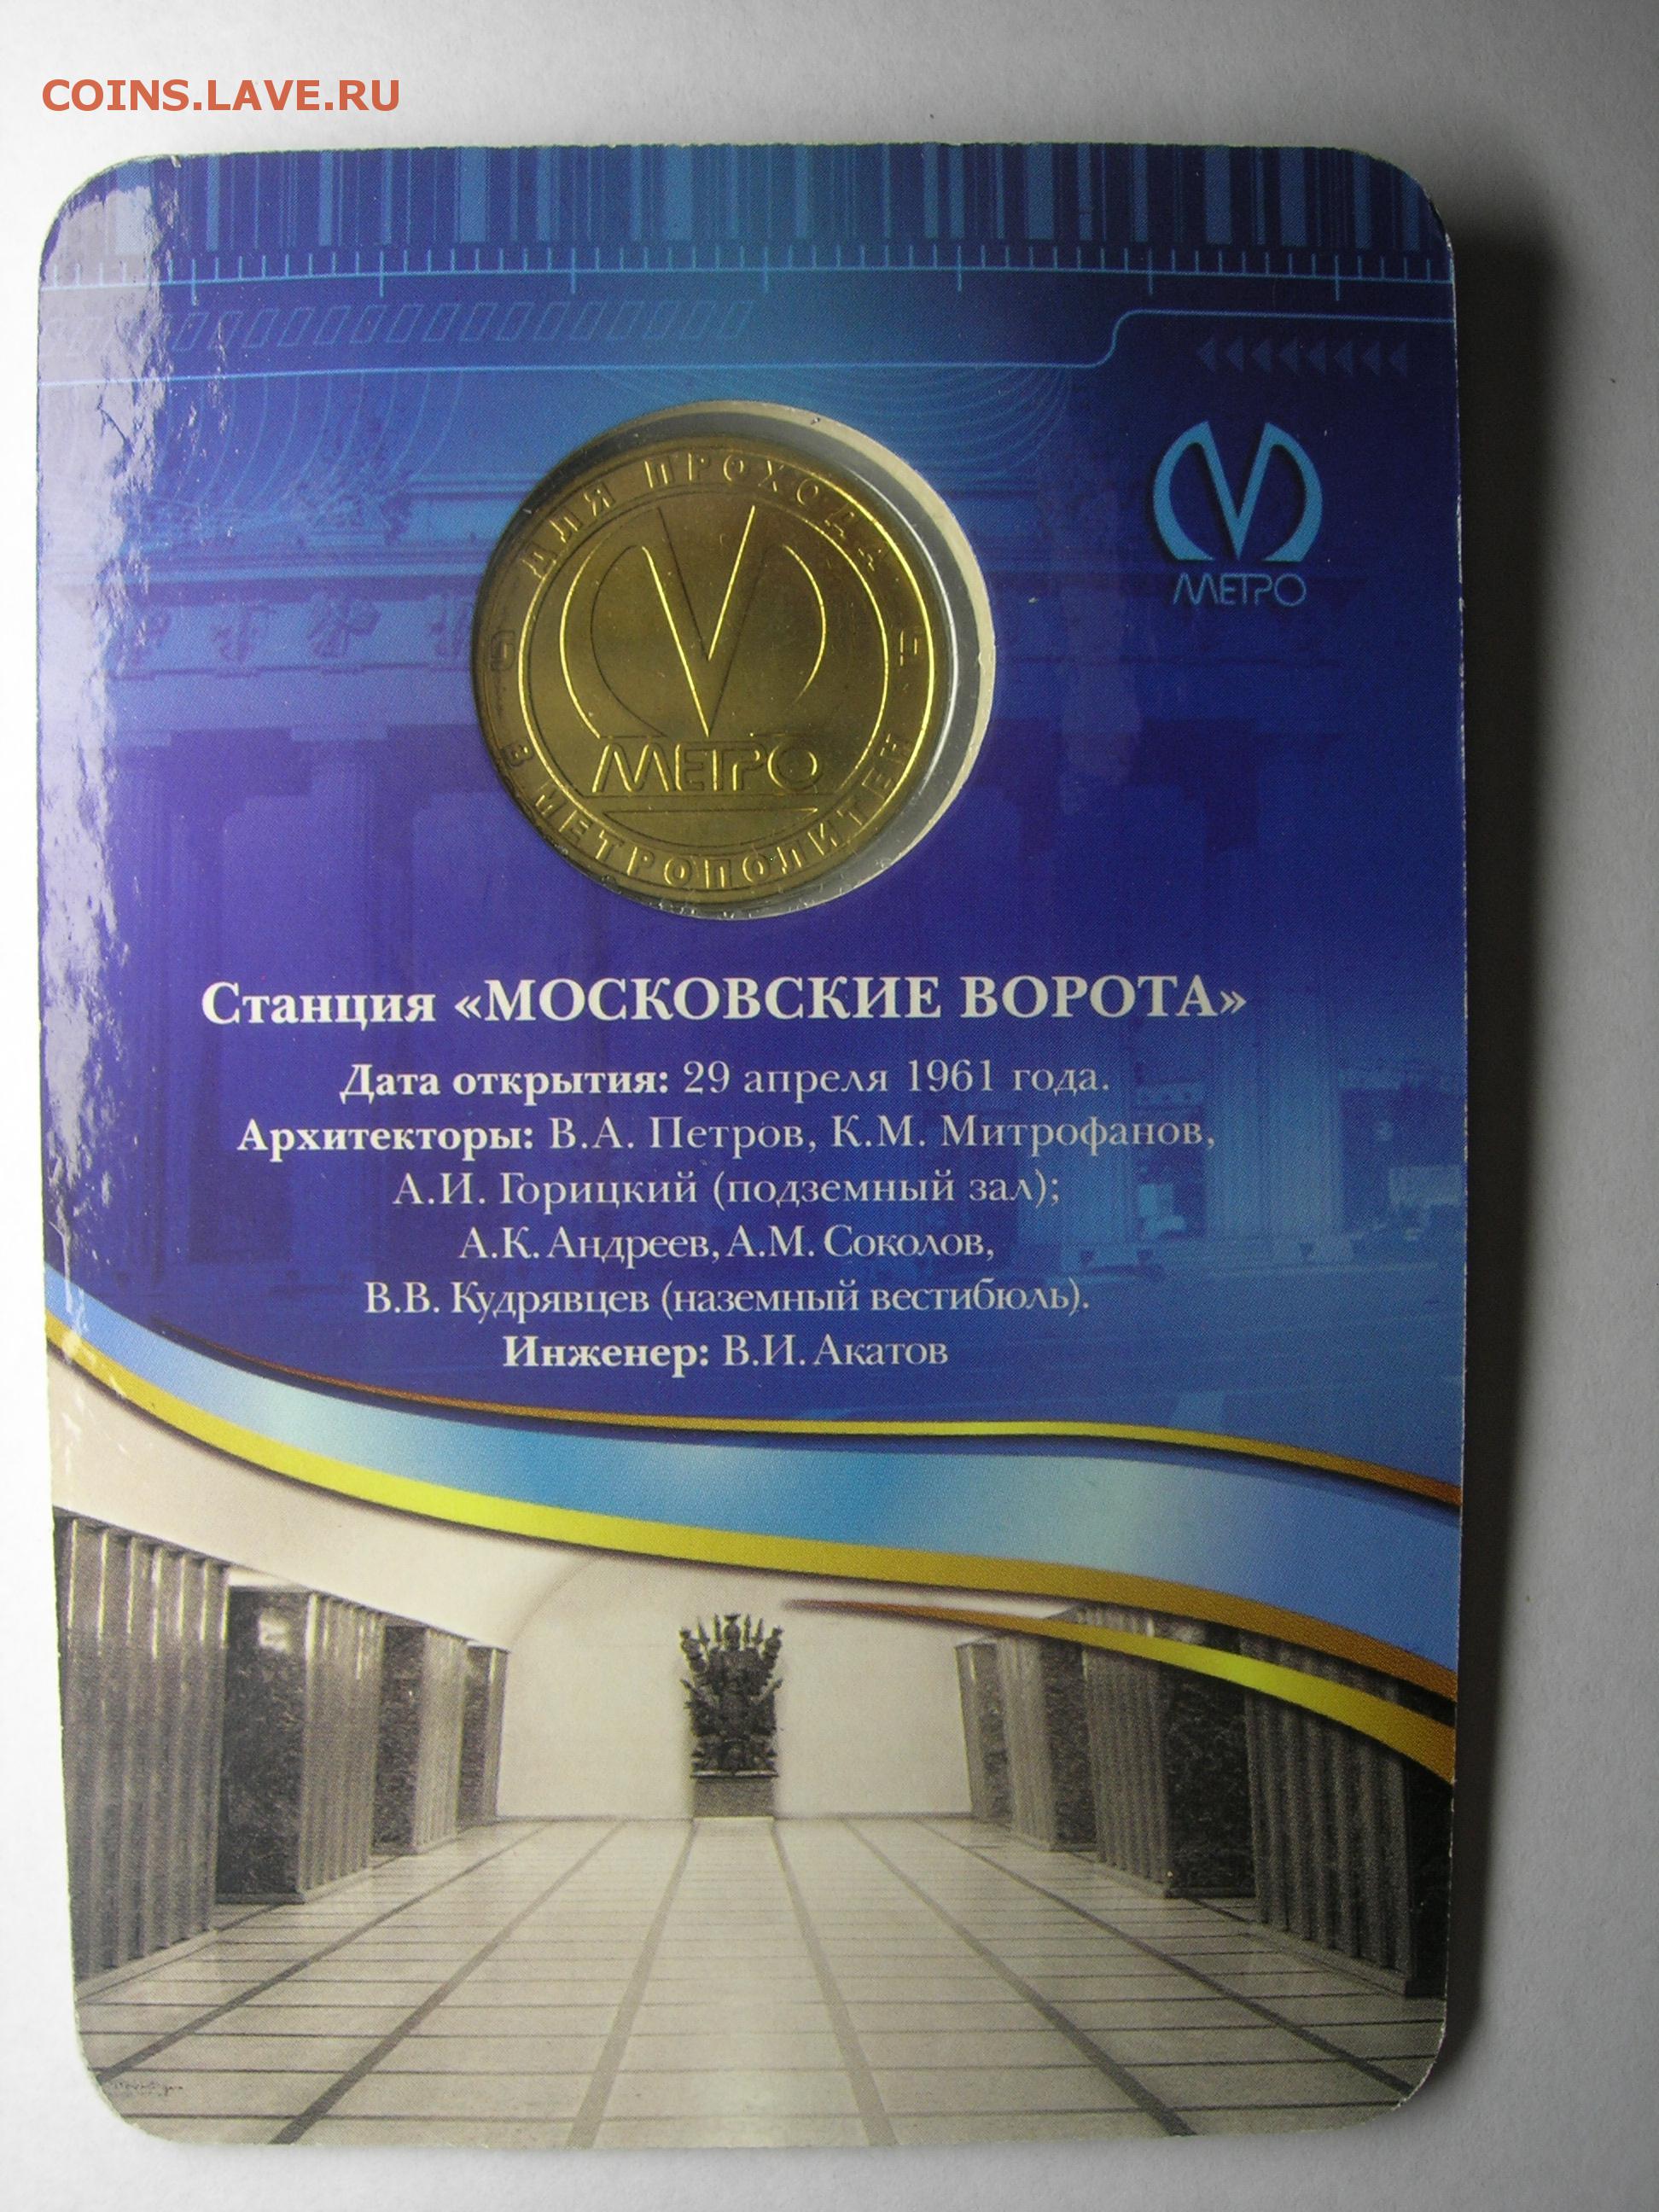 COINS.LAVE.RU
ДЛЯ ПРОХОДА
МЕТРО
МЕТРО
В МЕТРОПОЛИТЕН
Станция «МОСКОВСКИЕ ВОРОТА»
Дата открытия: 29 апреля 1961 года.
Архитекторы: В.А. Петров, К.М. Митрофанов,
А.И. Горицкий (подземный зал);
А.К. Андреев, А.М. Соколов,
В.В. Кудрявцев (наземный вестибюль).
Инженер: В.И. Акатов